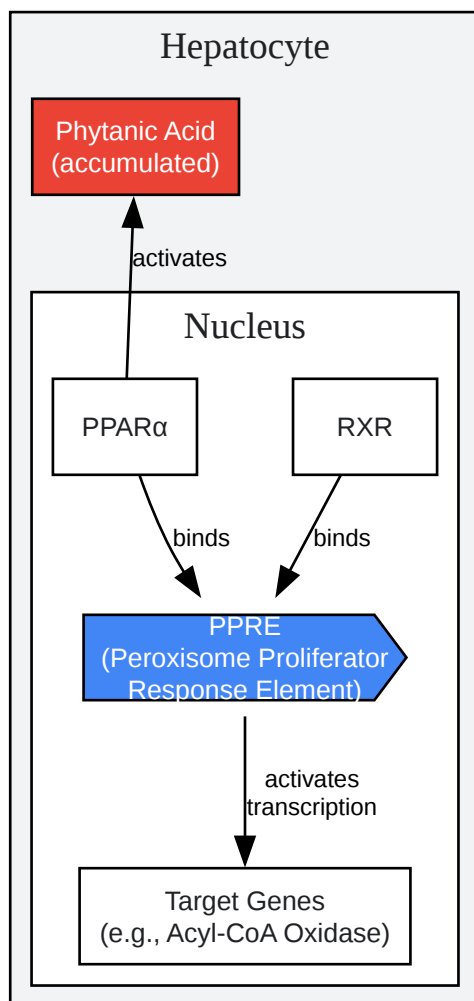 Hepatocyte
Phytanic Acid
(accumulated)
activates
Nucleus
PPARα
RXR
binds
binds
PPRE
(Peroxisome Proliferator
Response Element)
activates
transcription
Target Genes
(e.g., Acyl-CoA Oxidase)